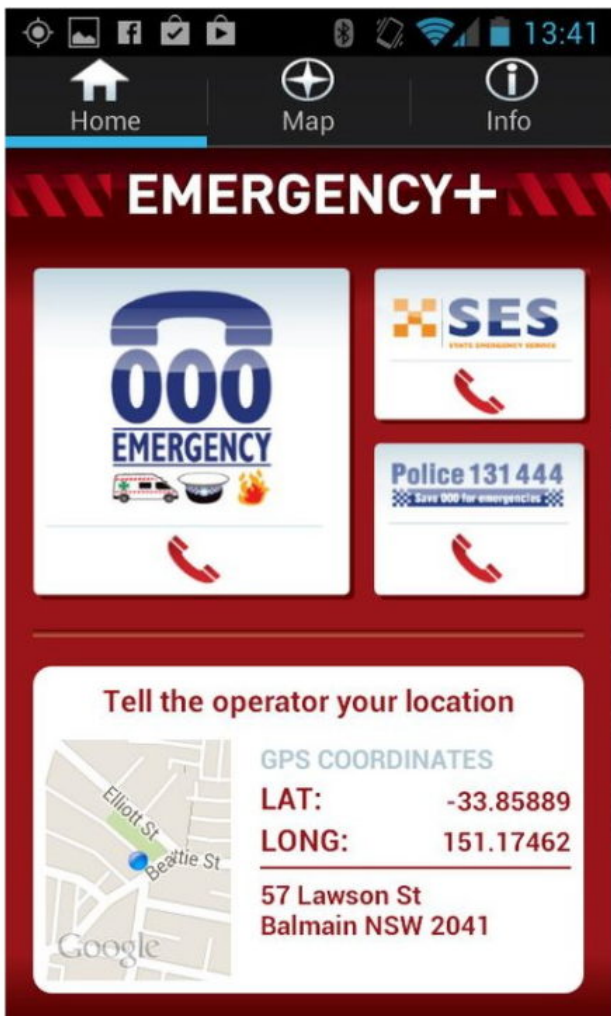 13:41
Home
Map
Info
EMERGENCY+
000
EMERGENCY
SES
STATE EMERGENCY SERVICE
Police 131 444
Save 000 for emergencies
Tell the operator your location
Elliott St
Beattie St
Google
GPS COORDINATES
LAT: -33.85889
LONG: 151.17462
57 Lawson St
Balmain NSW 2041